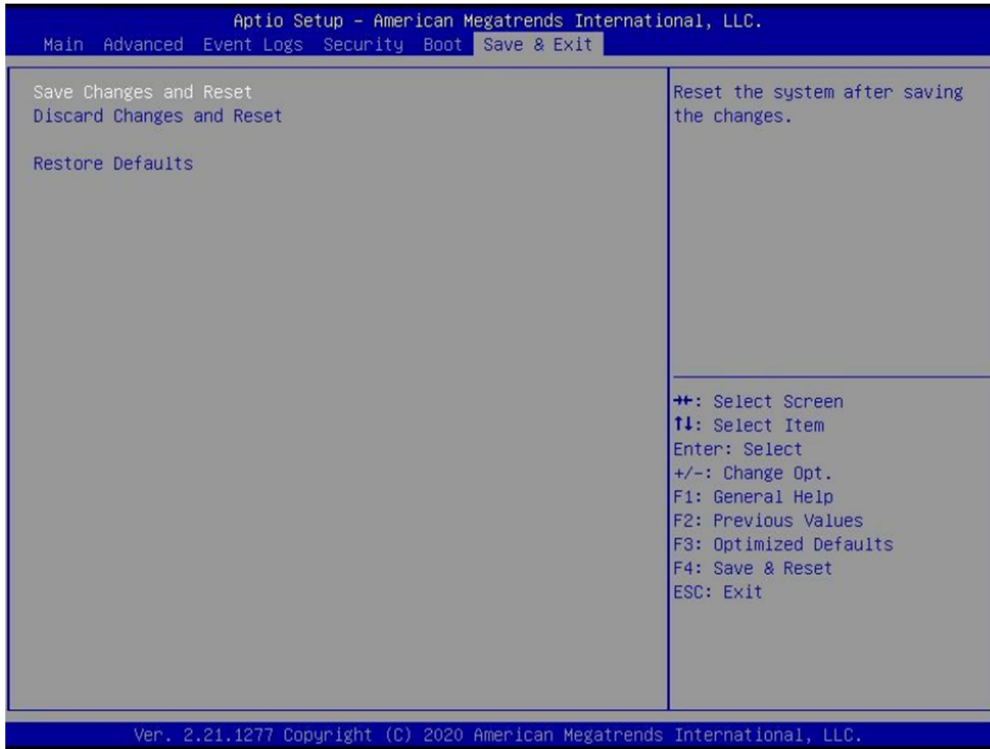 Aptio Setup – American Megatrends International, LLC.
Main Advanced Event Logs Security Boot Save & Exit
Save Changes and Reset
Discard Changes and Reset
Restore Defaults
Reset the system after saving
the changes.
→←: Select Screen
↑↓: Select Item
Enter: Select
+/-: Change Opt.
F1: General Help
F2: Previous Values
F3: Optimized Defaults
F4: Save & Reset
ESC: Exit
Ver. 2.21.1277 Copyright (C) 2020 American Megatrends International, LLC.